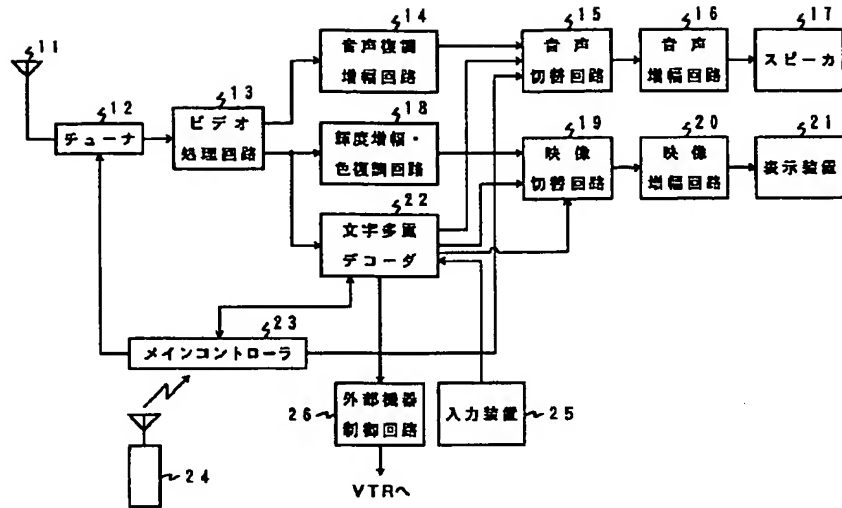 11
12
チューナ
13
ビデオ
処理回路
14
音声復調
増幅回路
15
音声
切替回路
16
音声
増幅回路
17
スピーカ
18
輝度増幅・
色復調回路
19
映像
切替回路
20
映像
増幅回路
21
表示装置
22
文字多重
デコーダ
23
メインコントローラ
24
入力装置
25
外部機器
制御回路
26
VTRへ